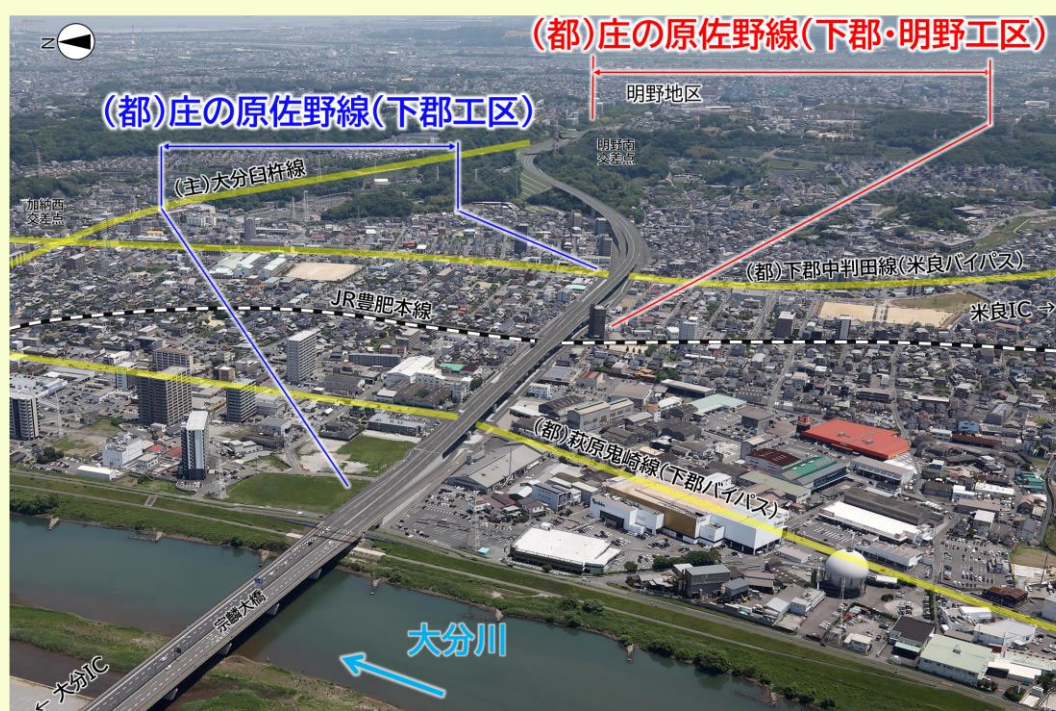 (都)庄の原佐野線(下郡・明野工区)
N
明野地区
(都)庄の原佐野線(下郡工区)
明野南
交差点
(主)大分臼杵線
加納西
交差点
(都)下郡中判田線(米良バイパス)
JR豊肥本線
米良IC→
(都)萩原鬼崎線(下郡バイパス)
宗麟大橋
大分川
←大分IC